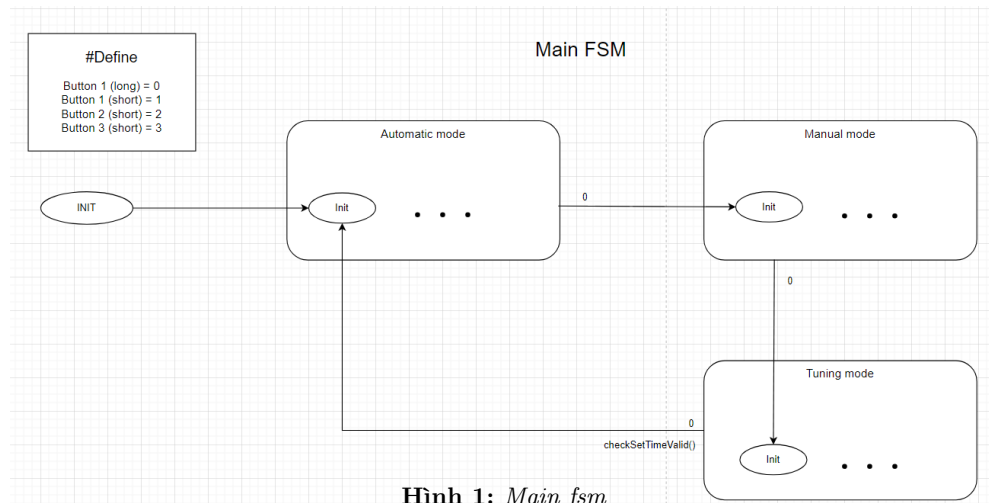 Main FSM
#Define
Button 1 (long) = 0
Button 1 (short) = 1
Button 2 (short) = 2
Button 3 (short) = 3
Automatic mode
Manual mode
INIT
Init
0
Init
0
Tuning mode
0
checkSetTimeValid()
Init
Hình 1: Main fsm